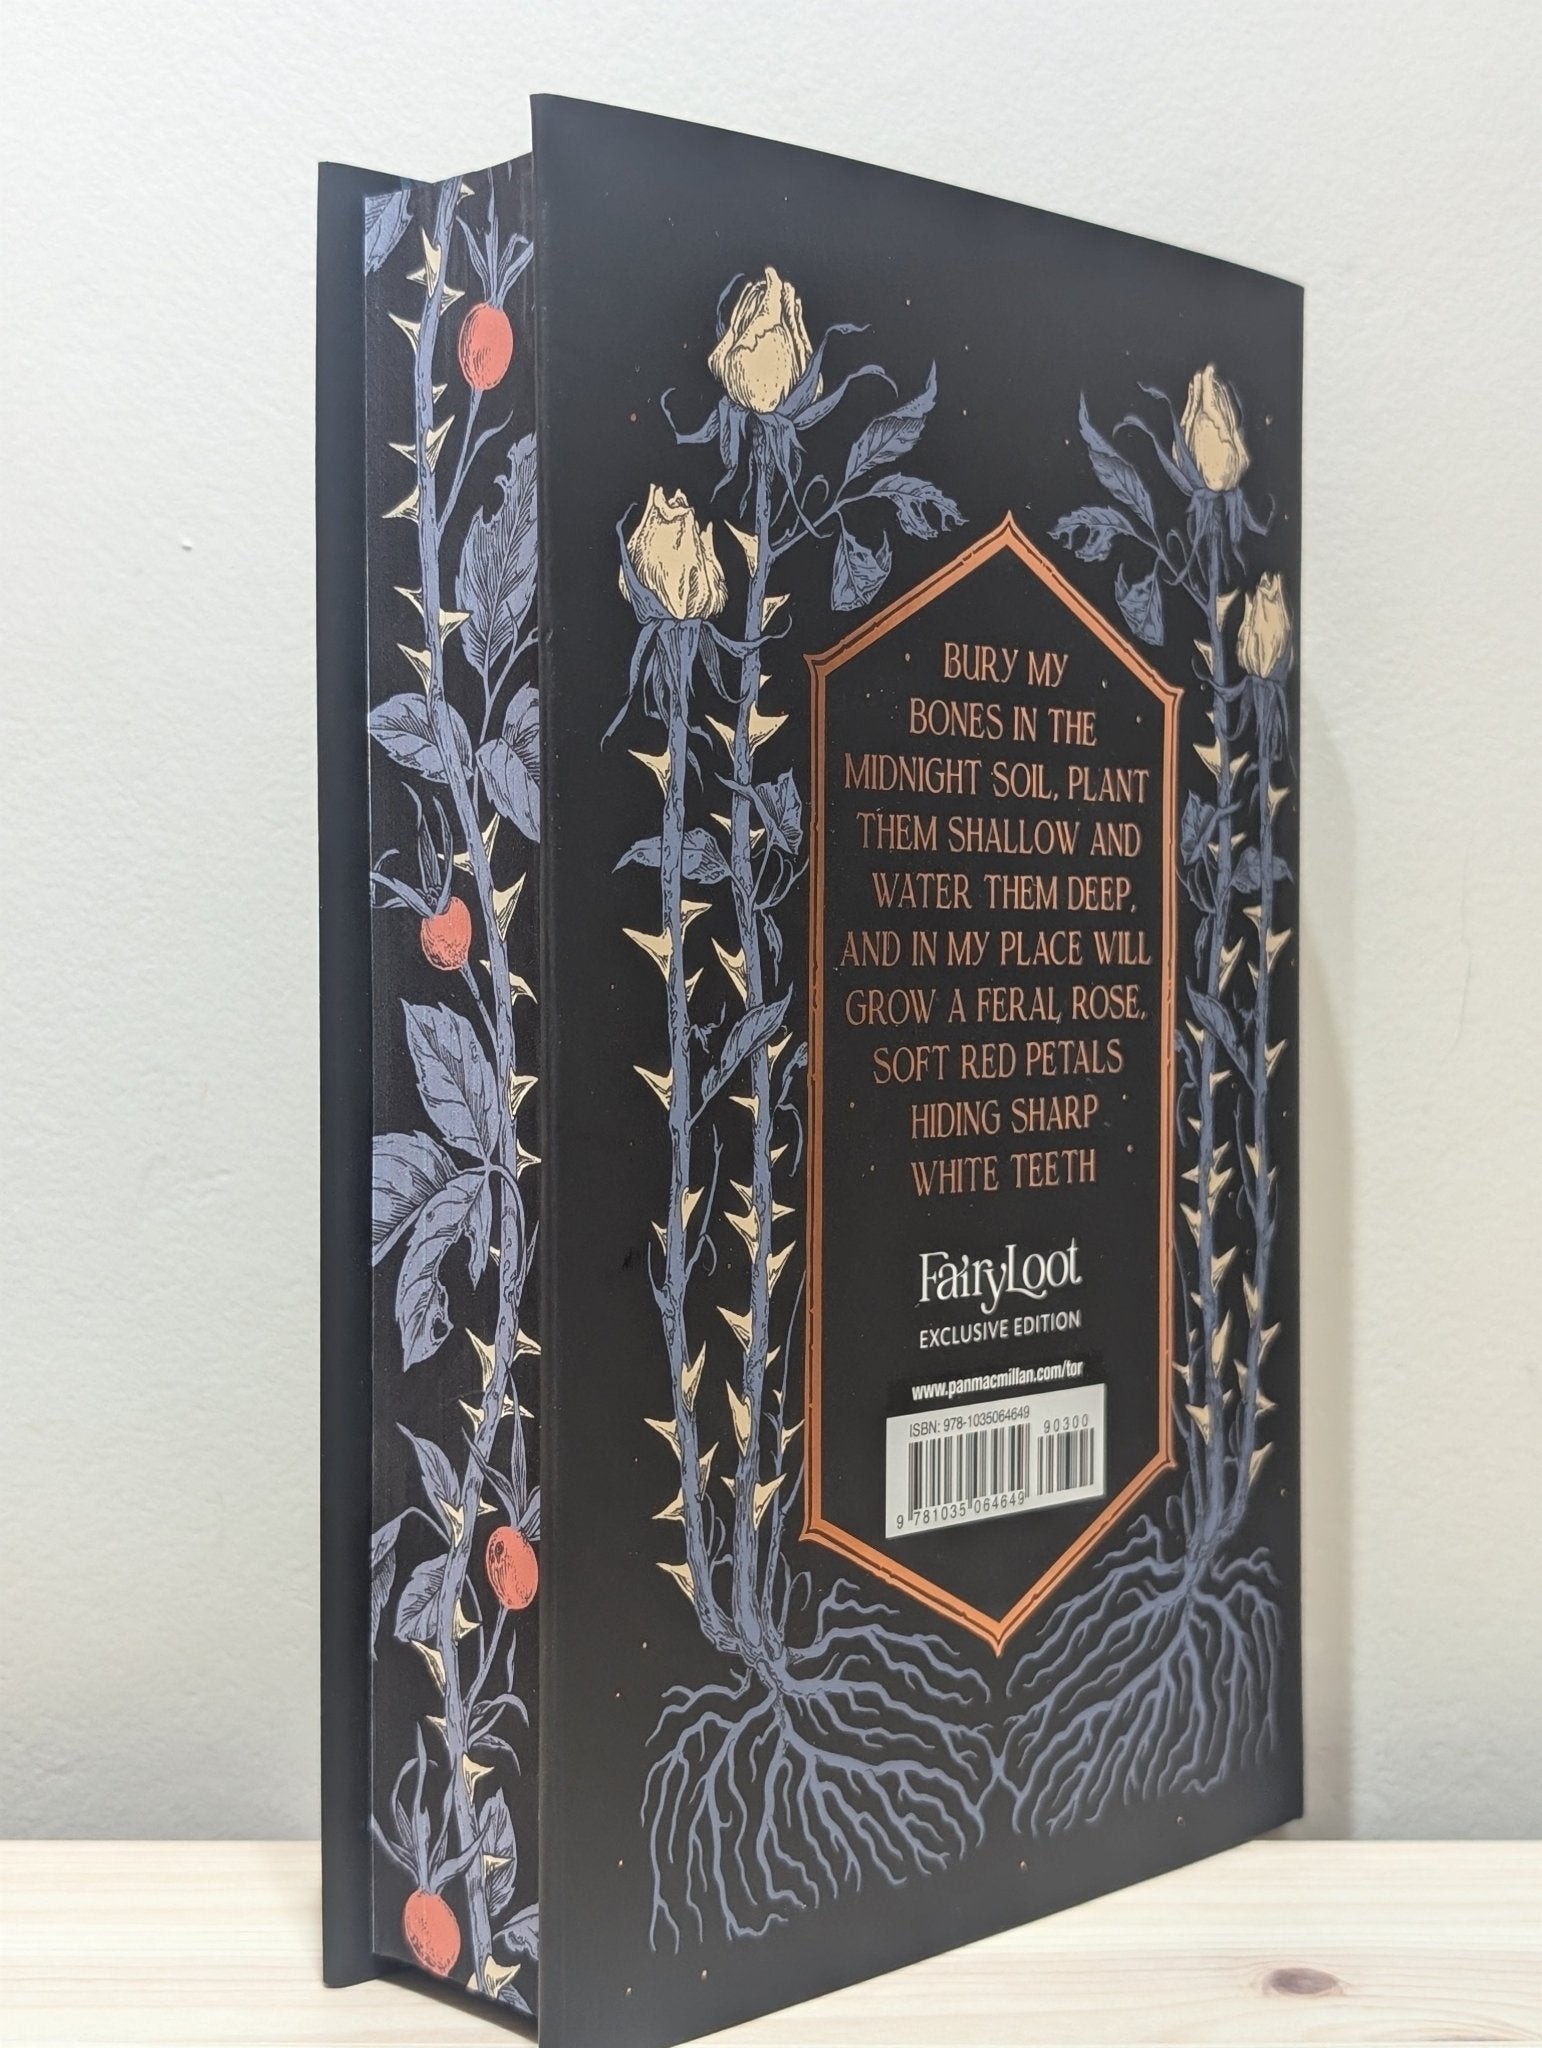 BURY MY
BONES IN THE
MIDNIGHT SOIL, PLANT
THEM SHALLOW AND
WATER THEM DEEP,
AND IN MY PLACE WILL
GROW A FERAL ROSE,
SOFT RED PETALS
HIDING SHARP
WHITE TEETH
FairyLoot
EXCLUSIVE EDITION
www.panmacmillan.com/tor
ISBN: 978-1035064649
90300
9 781035 064649